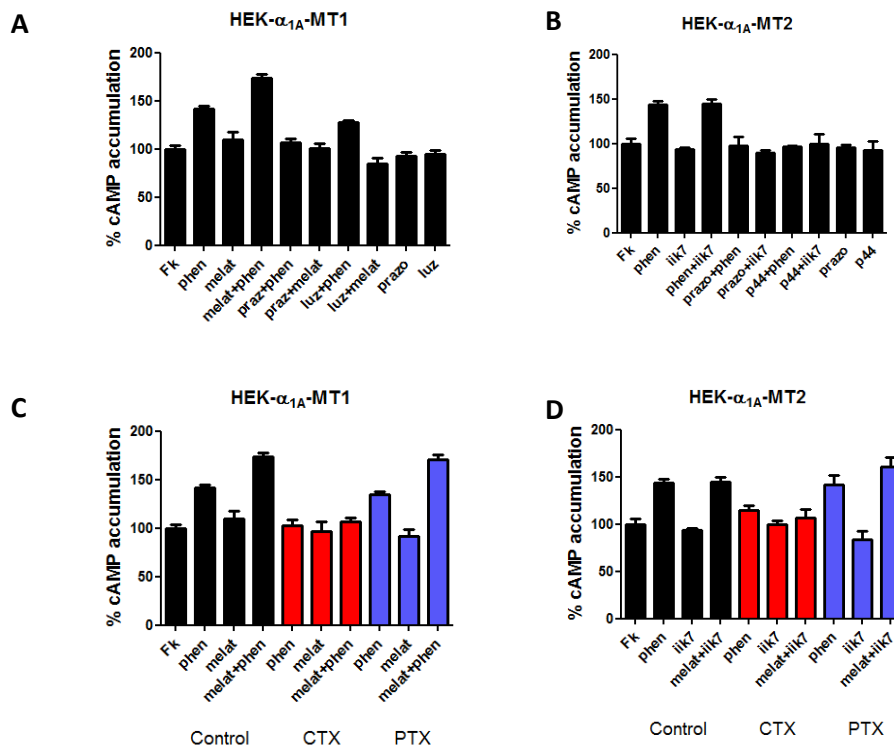 A
HEK-α1A-MT1
% cAMP accumulation
200
150
100
50
0
Fk
phen
melat
melat+phen
praz+phen
praz+melat
luz+phen
luz+melat
prazo
luz
B
HEK-α1A-MT2
% cAMP accumulation
200
150
100
50
0
Fk
phen
iik7
phen+iik7
prazo+phen
prazo+iik7
p44+phen
p44+iik7
prazo
p44
C
HEK-α1A-MT1
% cAMP accumulation
200
150
100
50
0
Fk
phen
melat
melat+phen
phen
melat
melat+phen
phen
melat
melat+phen
Control
CTX
PTX
D
HEK-α1A-MT2
% cAMP accumulation
200
150
100
50
0
Fk
phen
iik7
melat+iik7
phen
iik7
melat+iik7
phen
iik7
melat+iik7
Control
CTX
PTX